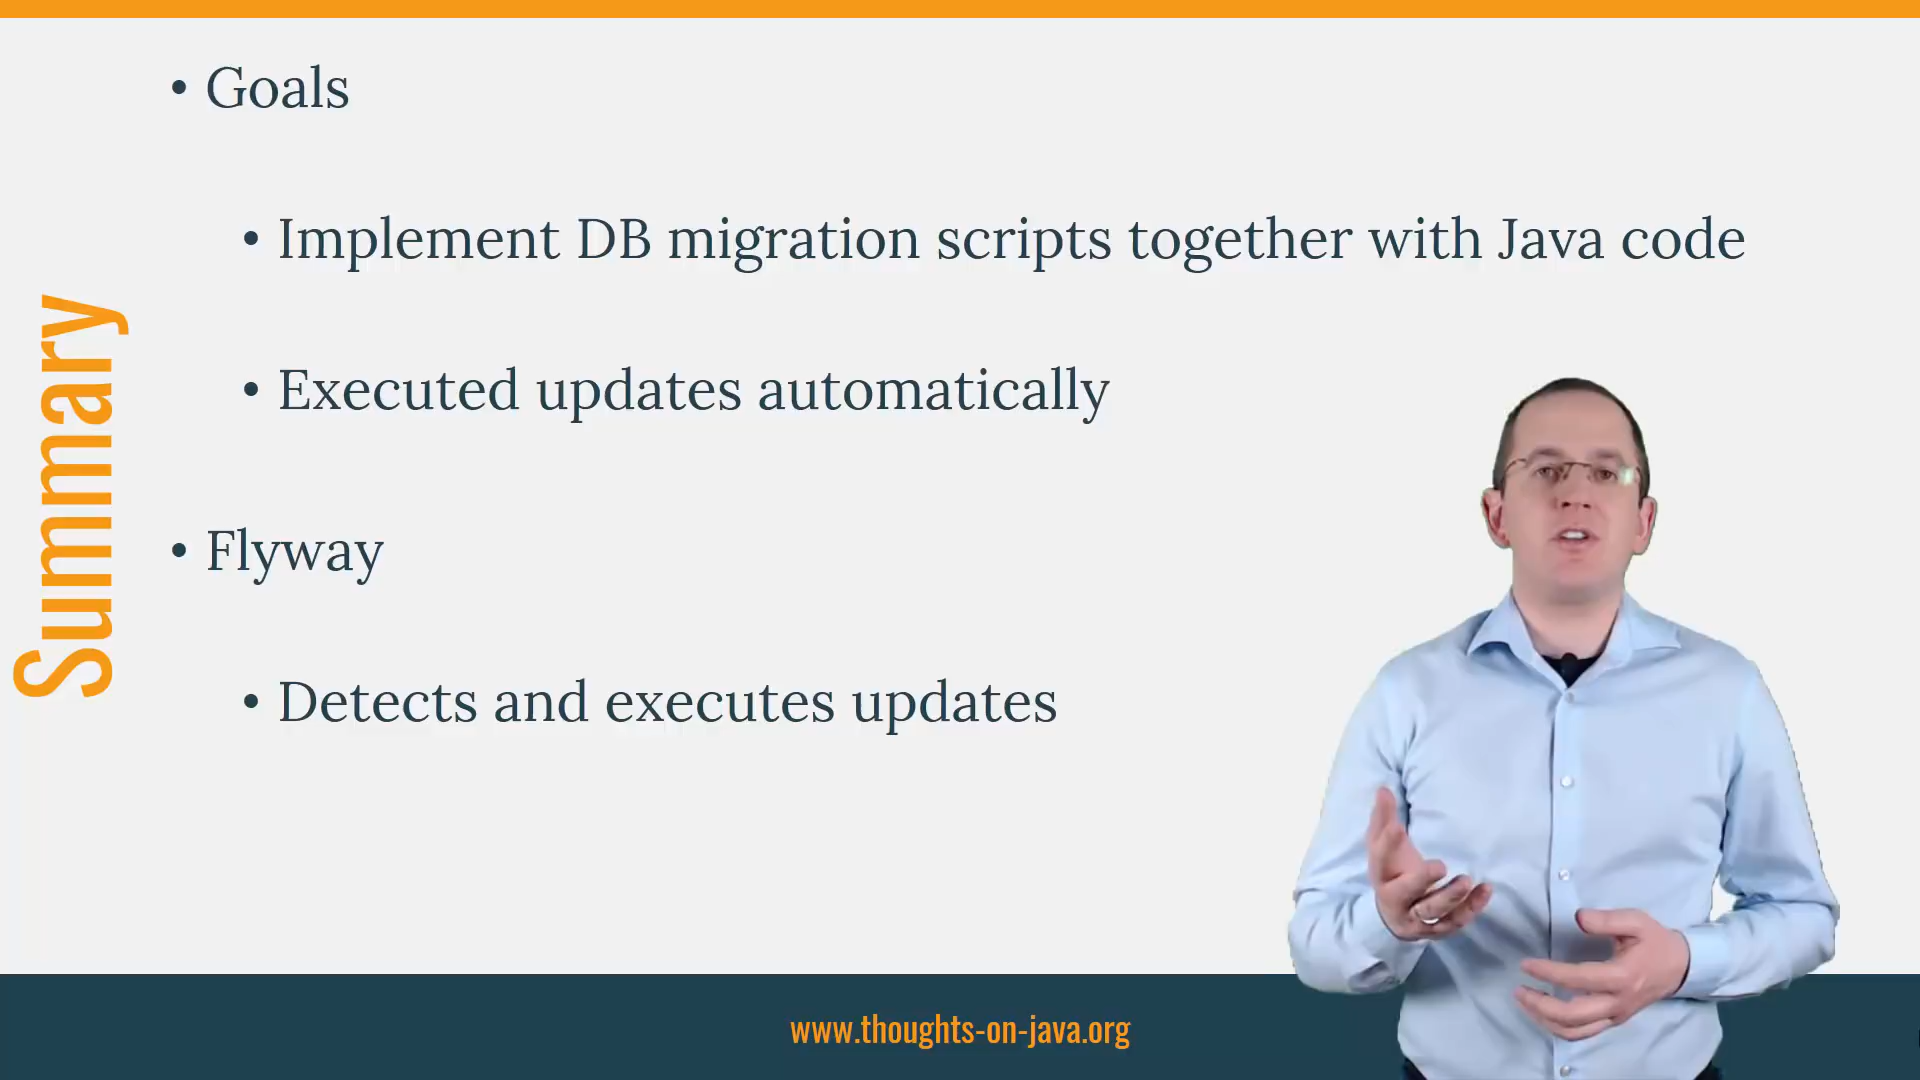 Summary
• Goals
• Implement DB migration scripts together with Java code
• Executed updates automatically
• Flyway
• Detects and executes updates
www.thoughts-on-java.org